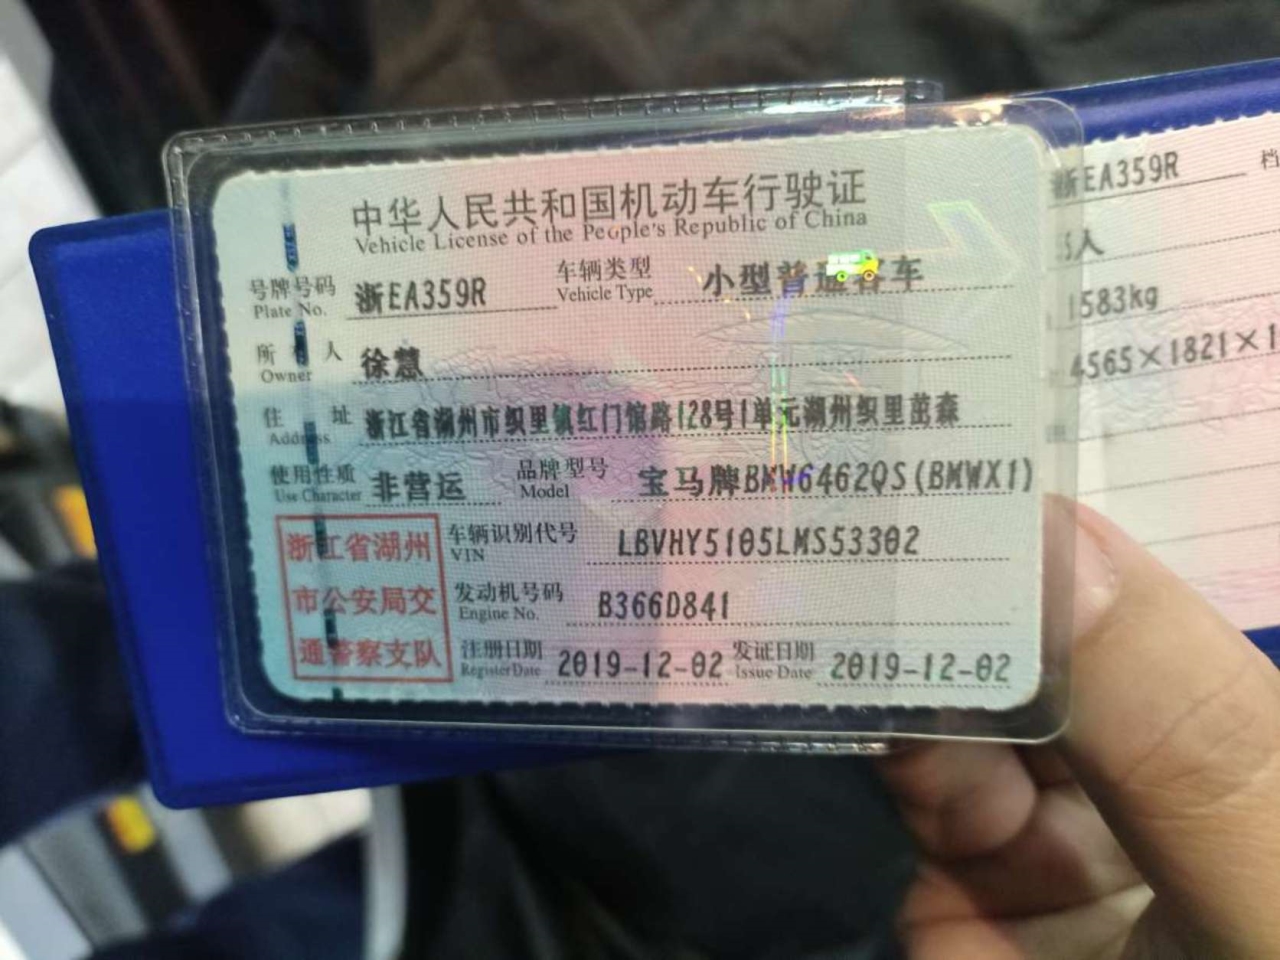 中华人民共和国机动车行驶证
Vehicle License of the People's Republic of China
号牌号码 浙EA359R 车辆类型 小型普通客车
Plate No. Vehicle Type
所有人 徐慧
Owner
住址 浙江省湖州市织里镇红门馆路128号1单元湖州织里茁森
Address
使用性质 非营运 品牌型号 宝马牌BMW6462QS(BMWX1)
Use Character Model
浙江省湖州
市公安局交
通警察支队
车辆识别代号 LBVHY5105LMS53302
VIN
发动机号码 B366D841
Engine No.
注册日期 2019-12-02 发证日期 2019-12-02
Register Date Issue Date
浙EA359R 档
5人
1583kg
4565×1821×1